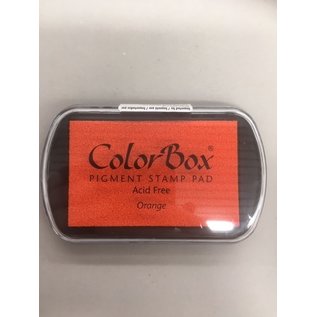 ColorBox®
PIGMENT STAMP PAD
Acid Free
Orange